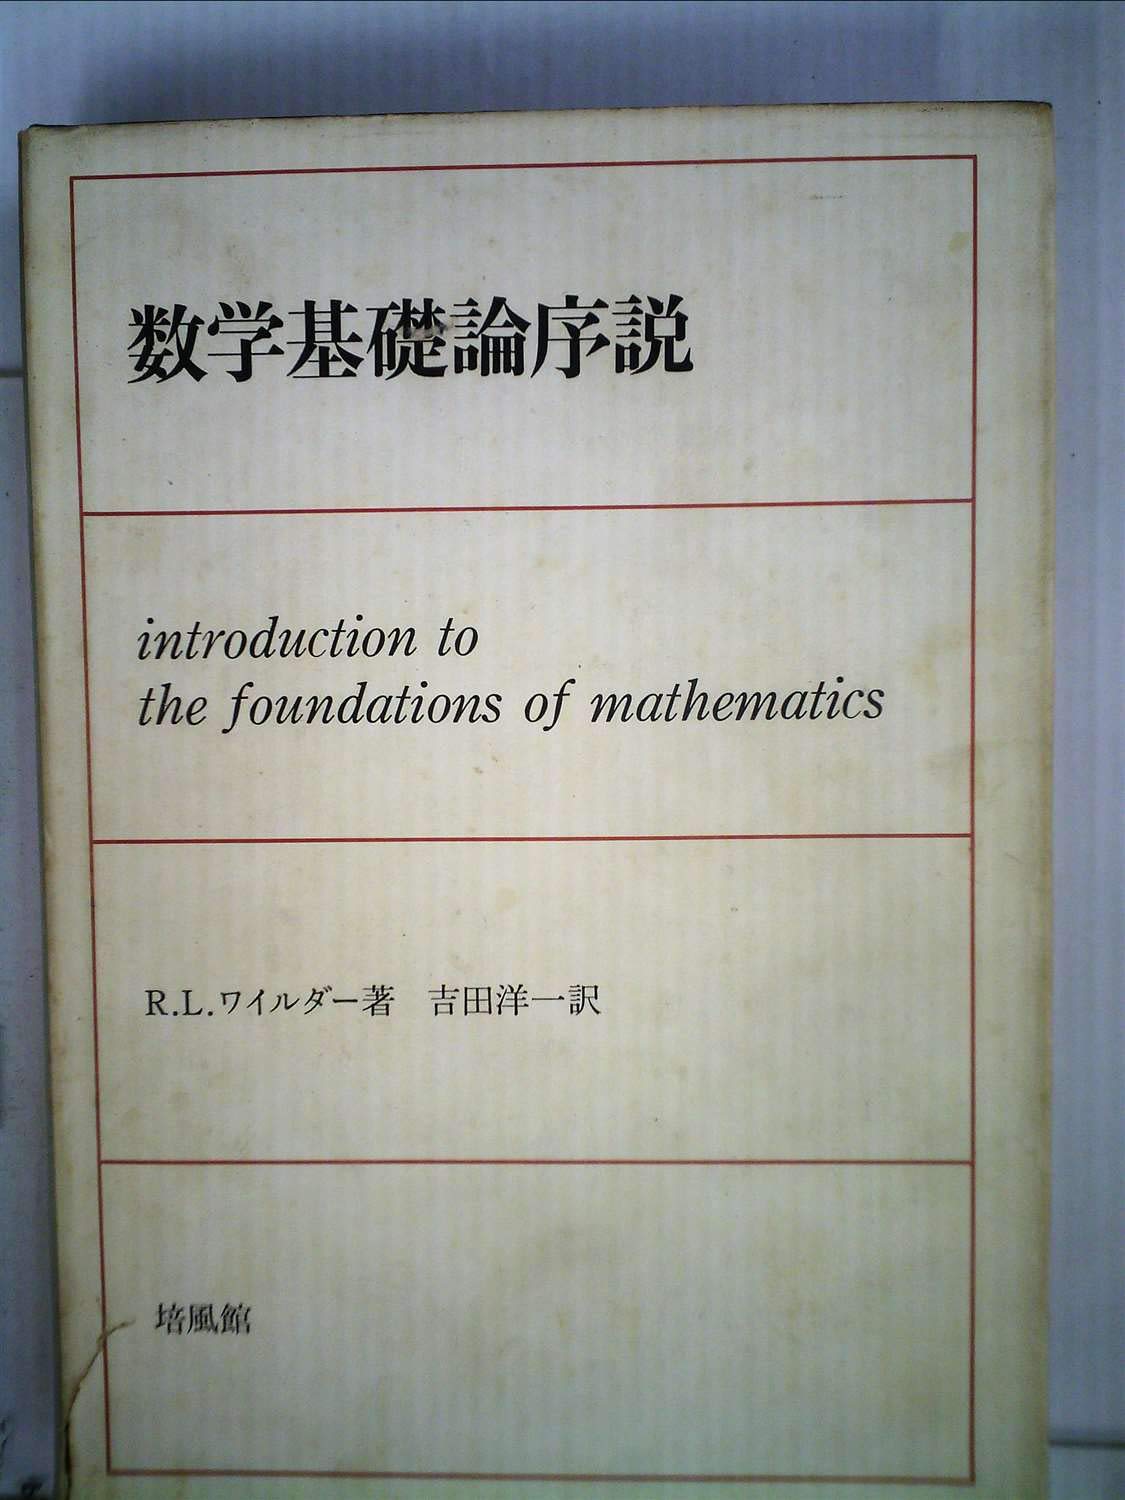 数学基礎論序説
introduction to
the foundations of mathematics
R.L.ワイルダー著　吉田洋一訳
培風館